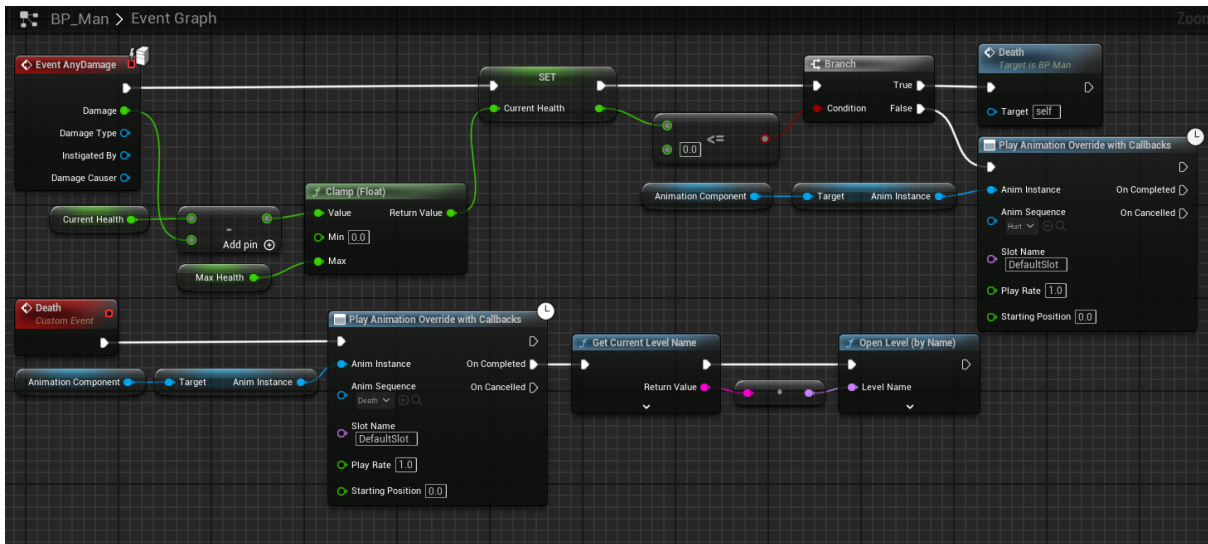 BP_Man > Event Graph
Zoom
Event AnyDamage
Damage
Damage Type
Instigated By
Damage Causer
Current Health
-
Add pin
Max Health
Clamp (Float)
Value Return Value
Min 0.0
Max
SET
Current Health
<=
0.0
Branch
True
Condition False
Death
Target is BP Man
Target self
Animation Component
Target Anim Instance
Play Animation Override with Callbacks
Anim Instance On Completed
Anim Sequence On Cancelled
Hurt
Slot Name
DefaultSlot
Play Rate 1.0
Starting Position 0.0
Death
Custom Event
Animation Component
Target Anim Instance
Play Animation Override with Callbacks
Anim Instance On Completed
Anim Sequence On Cancelled
Death
Slot Name
DefaultSlot
Play Rate 1.0
Starting Position 0.0
Get Current Level Name
Return Value
Open Level (by Name)
Level Name